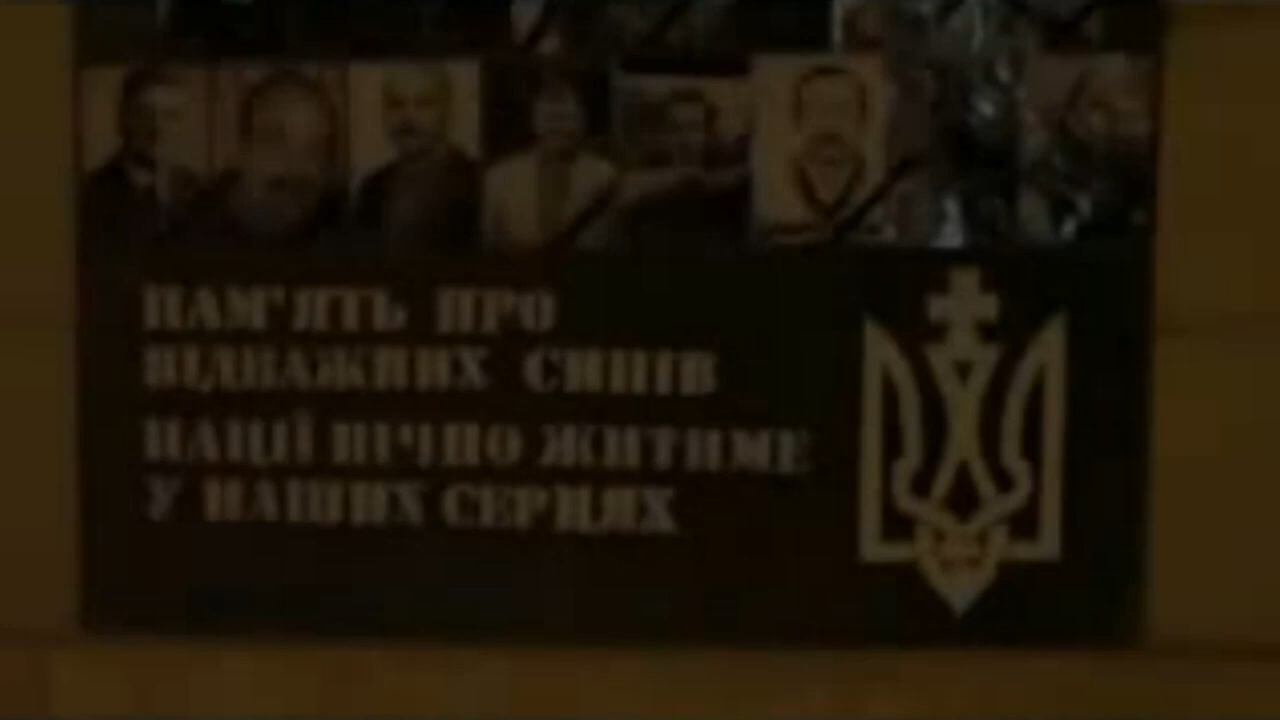 ПАМ'ЯТЬ ПРО
ВІДВАЖНИХ СИНІВ
НАЦІЇ ВІЧНО ЖИТИМЕ
У НАШИХ СЕРЦЯХ